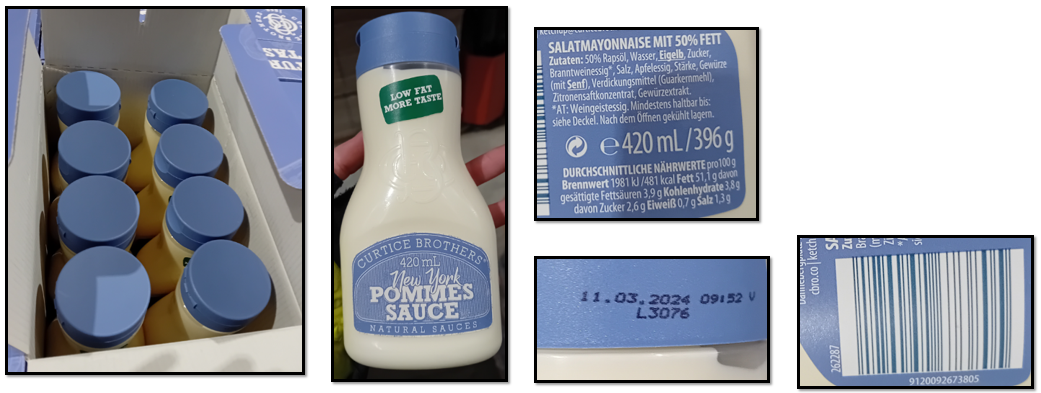 LOW FAT
MORE TASTE
CURTICE BROTHERS
420 mL
New York
POMMES
SAUCE
NATURAL SAUCES
SALATMAYONNAISE MIT 50% FETT
Zutaten: 50% Rapsöl, Wasser, Eigelb, Zucker,
Branntweinessig*, Salz, Apfelessig, Stärke, Gewürze
(mit Senf), Verdickungsmittel (Guarkernmehl),
Zitronensaftkonzentrat, Gewürzextrakt.
*AT: Weingeistessig. Mindestens haltbar bis:
siehe Deckel. Nach dem Öffnen gekühlt lagern.
℮420 mL/396 g
DURCHSCHNITTLICHE NÄHRWERTE pro 100 g
Brennwert 1981 kJ/481 kcal Fett 51,1 g davon
gesättigte Fettsäuren 3,9 g Kohlenhydrate 3,8 g
davon Zucker 2,6 g Eiweiß 0,7 g Salz 1,3 g
11.03.2024 09:52 V
L3076
cbro.co | ketch
262287
9120092673805